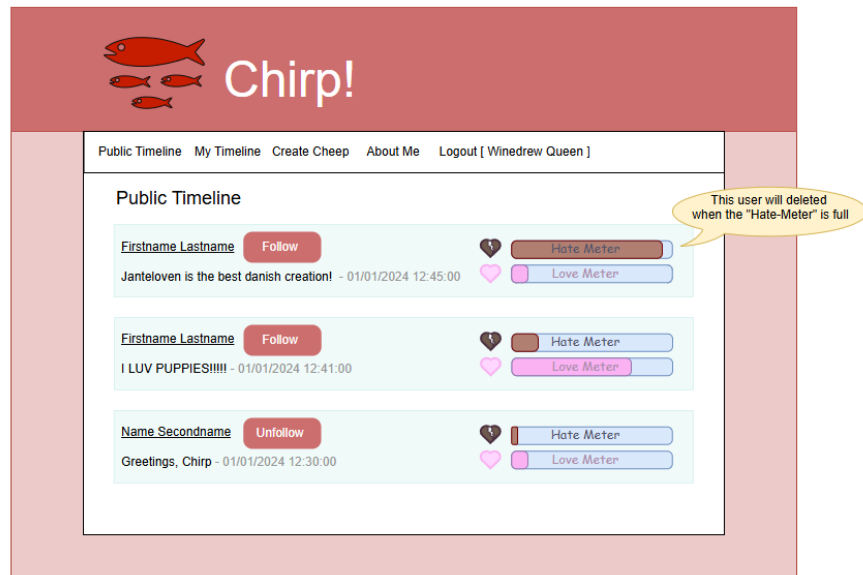 Chirp!
Public Timeline My Timeline Create Cheep About Me Logout [ Winedrew Queen ]
Public Timeline
This user will deleted
when the "Hate-Meter" is full
Firstname Lastname Follow Hate Meter
Janteloven is the best danish creation! - 01/01/2024 12:45:00 Love Meter
Firstname Lastname Follow Hate Meter
I LUV PUPPIES!!!!! - 01/01/2024 12:41:00 Love Meter
Name Secondname Unfollow Hate Meter
Greetings, Chirp - 01/01/2024 12:30:00 Love Meter